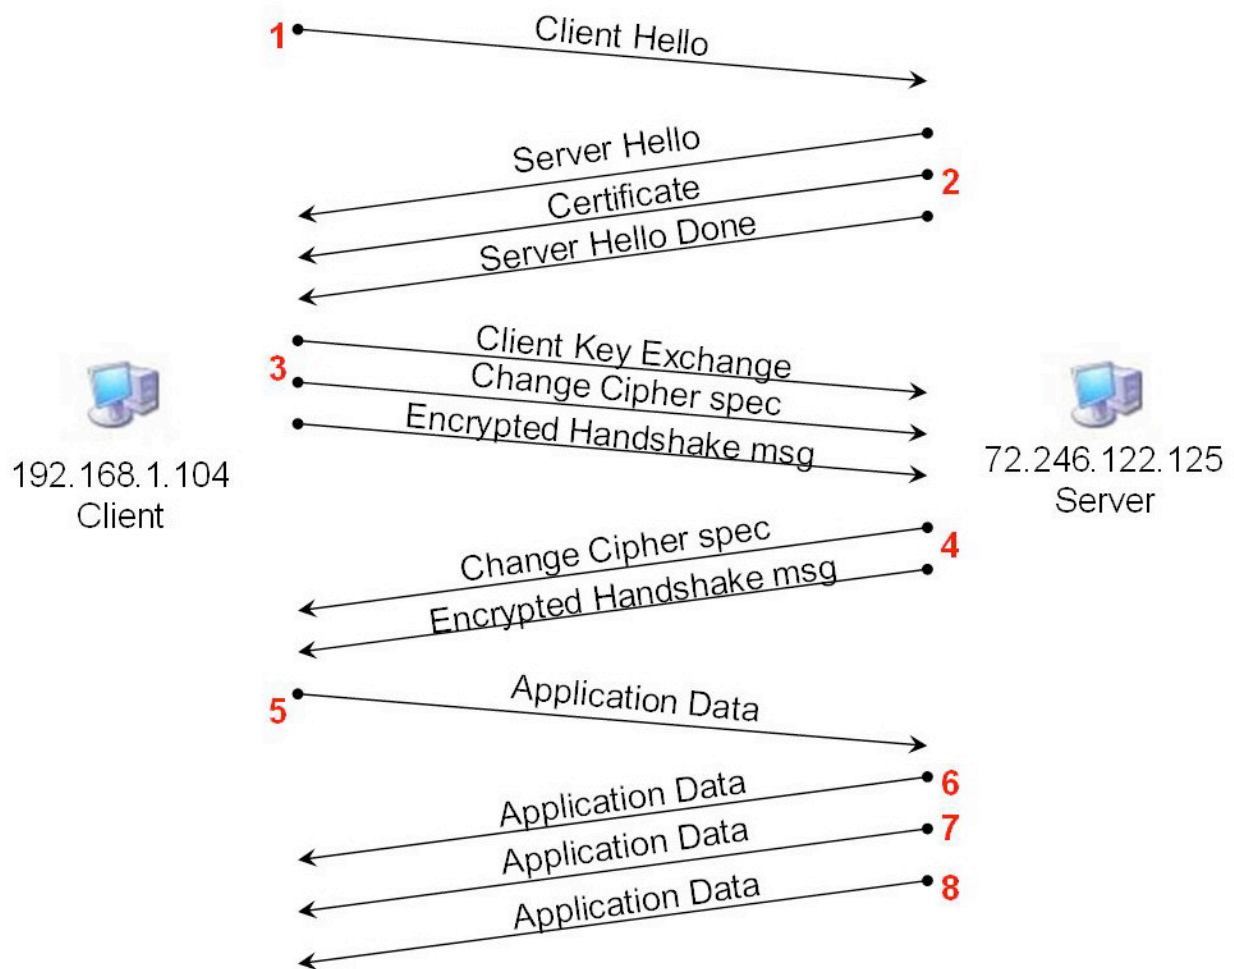 1
Client Hello
Server Hello
2
Certificate
Server Hello Done
3
Client Key Exchange
Change Cipher spec
Encrypted Handshake msg
192.168.1.104
Client
72.246.122.125
Server
4
Change Cipher spec
Encrypted Handshake msg
5
Application Data
6
Application Data
7
Application Data
8
Application Data